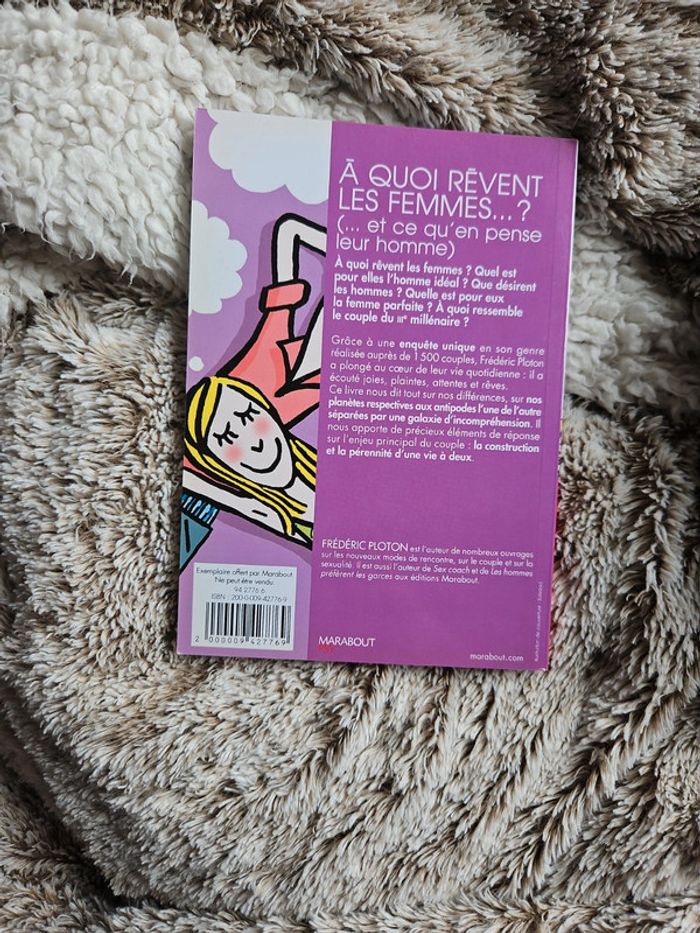 À QUOI RÊVENT
LES FEMMES...?
(... et ce qu'en pense
leur homme)
À quoi rêvent les femmes ? Quel est
pour elles l'homme idéal ? Que désirent
les hommes ? Quelle est pour eux
la femme parfaite ? À quoi ressemble
le couple du IIIe millénaire ?
Grâce à une enquête unique en son genre
réalisée auprès de 1 500 couples, Frédéric Ploton
a plongé au cœur de leur vie quotidienne : il a
écouté joies, plaintes, attentes et rêves.
Ce livre nous dit tout sur nos différences, sur nos
planètes respectives aux antipodes l'une de l'autre
séparées par une galaxie d'incompréhension. Il
nous apporte de précieux éléments de réponse
sur l'enjeu principal du couple : la construction
et la pérennité d'une vie à deux.
FRÉDÉRIC PLOTON est l'auteur de nombreux ouvrages
sur les nouveaux modes de rencontre, sur le couple et sur la
sexualité. Il est aussi l'auteur de Sex coach et de Les hommes
préfèrent les garces aux éditions Marabout.
Exemplaire offert par Marabout.
Ne peut être vendu.
94 2776 6
ISBN : 200-0-009-42776-9
2 000009 427769
MARABOUT
marabout.com
Illustration de couverture :